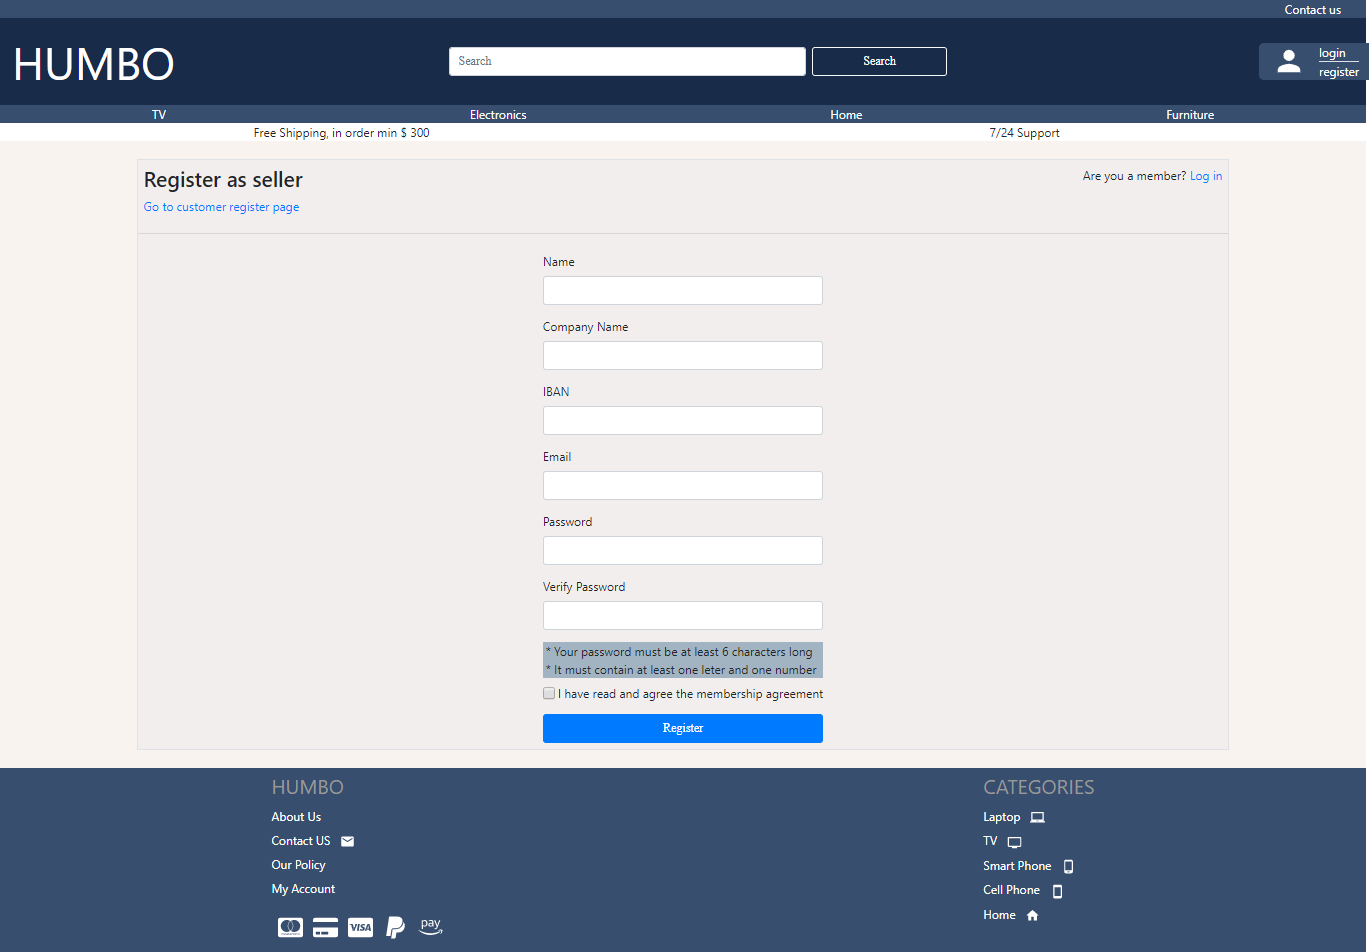 Contact us
HUMBO
Search
Search
login
register
TV
Electronics
Home
Furniture
Free Shipping, in order min $ 300
7/24 Support
Register as seller
Are you a member? Log in
Go to customer register page
Name
Company Name
IBAN
Email
Password
Verify Password
* Your password must be at least 6 characters long
* It must contain at least one leter and one number
I have read and agree the membership agreement
Register
HUMBO
About Us
Contact US
Our Policy
My Account
VISA
pay
CATEGORIES
Laptop
TV
Smart Phone
Cell Phone
Home